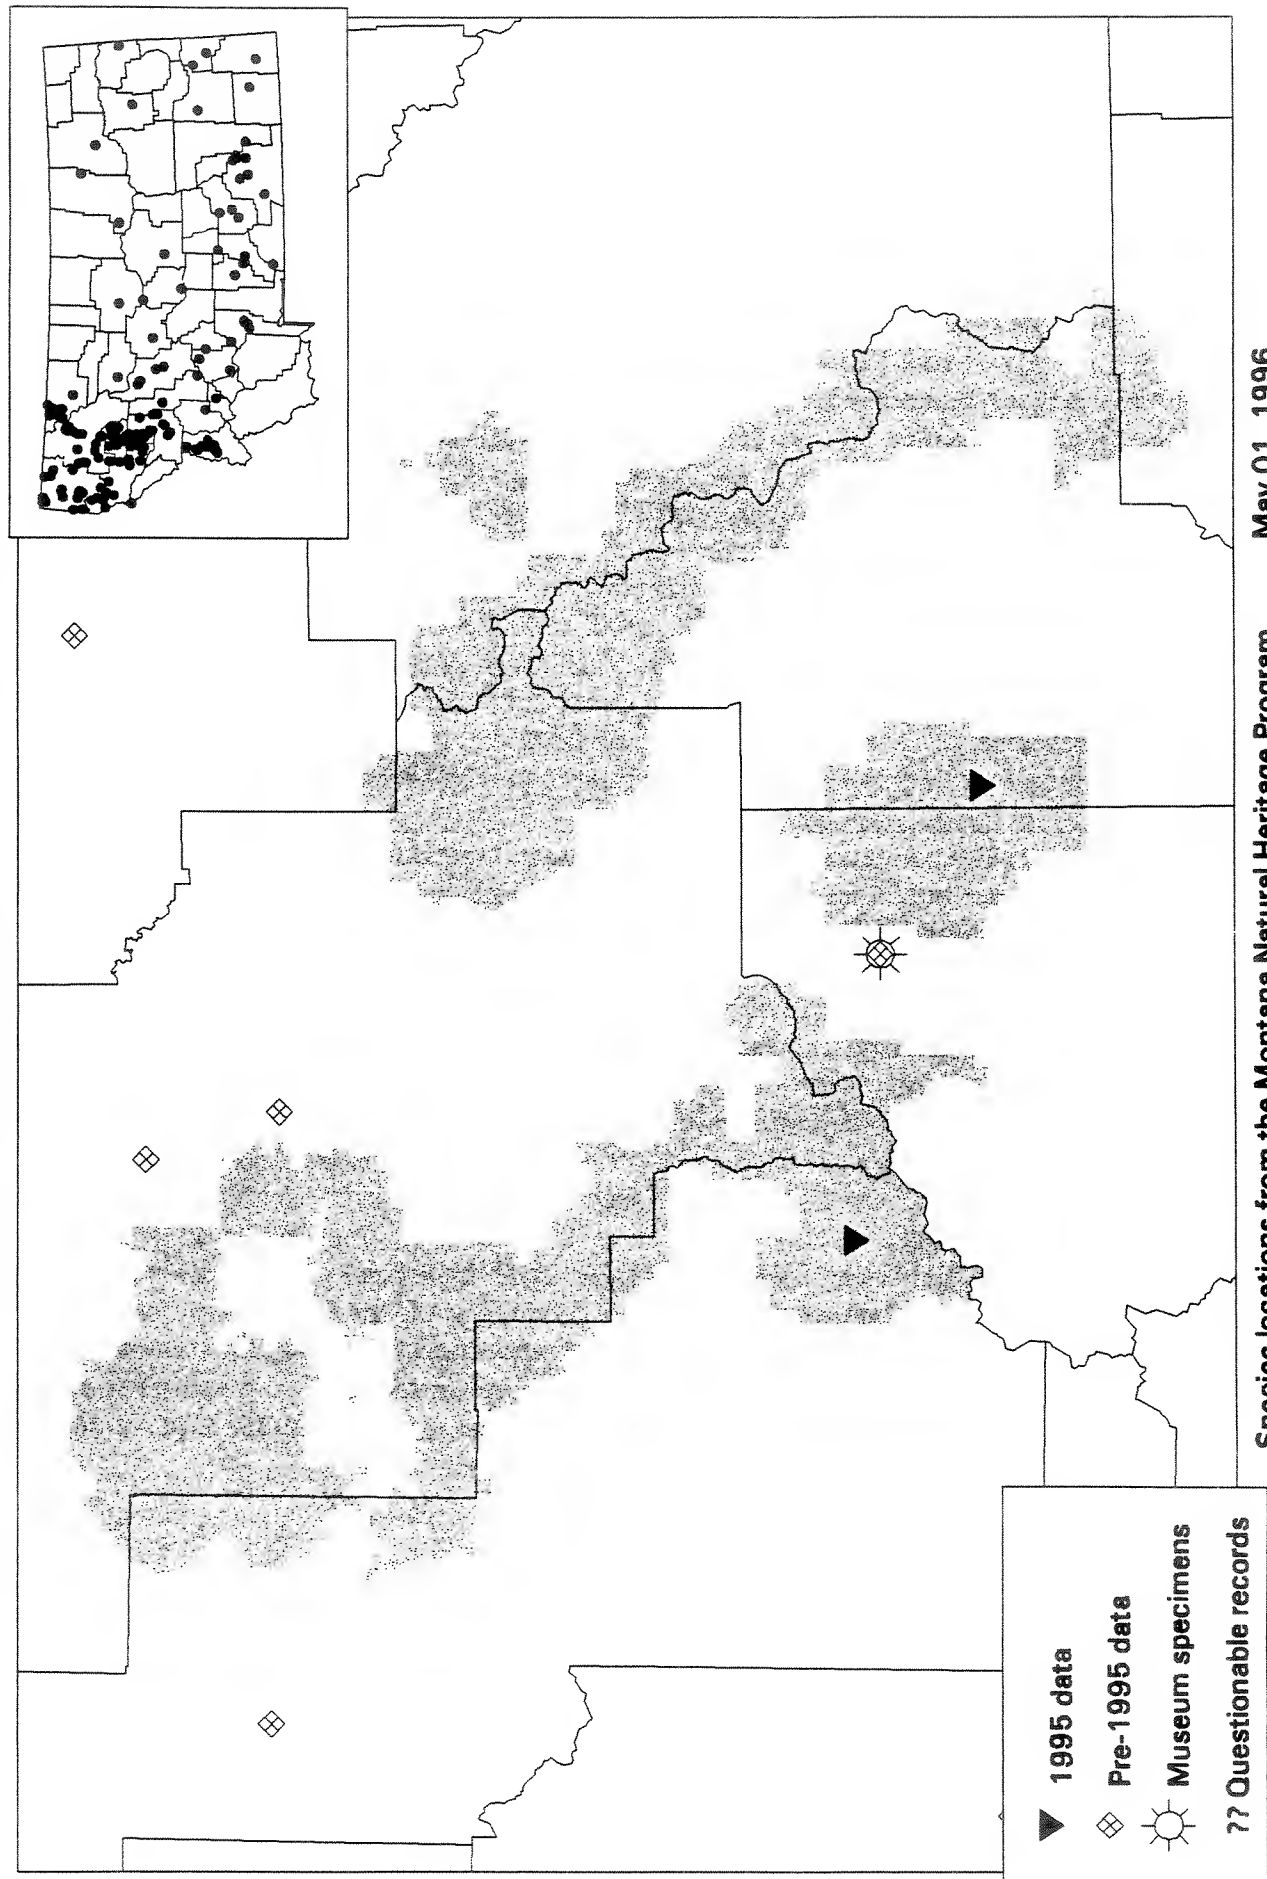 1995 data
Pre-1995 data
Museum specimens
?? Questionable records
Species locations from the Montana Natural Heritage Program May 01, 1996